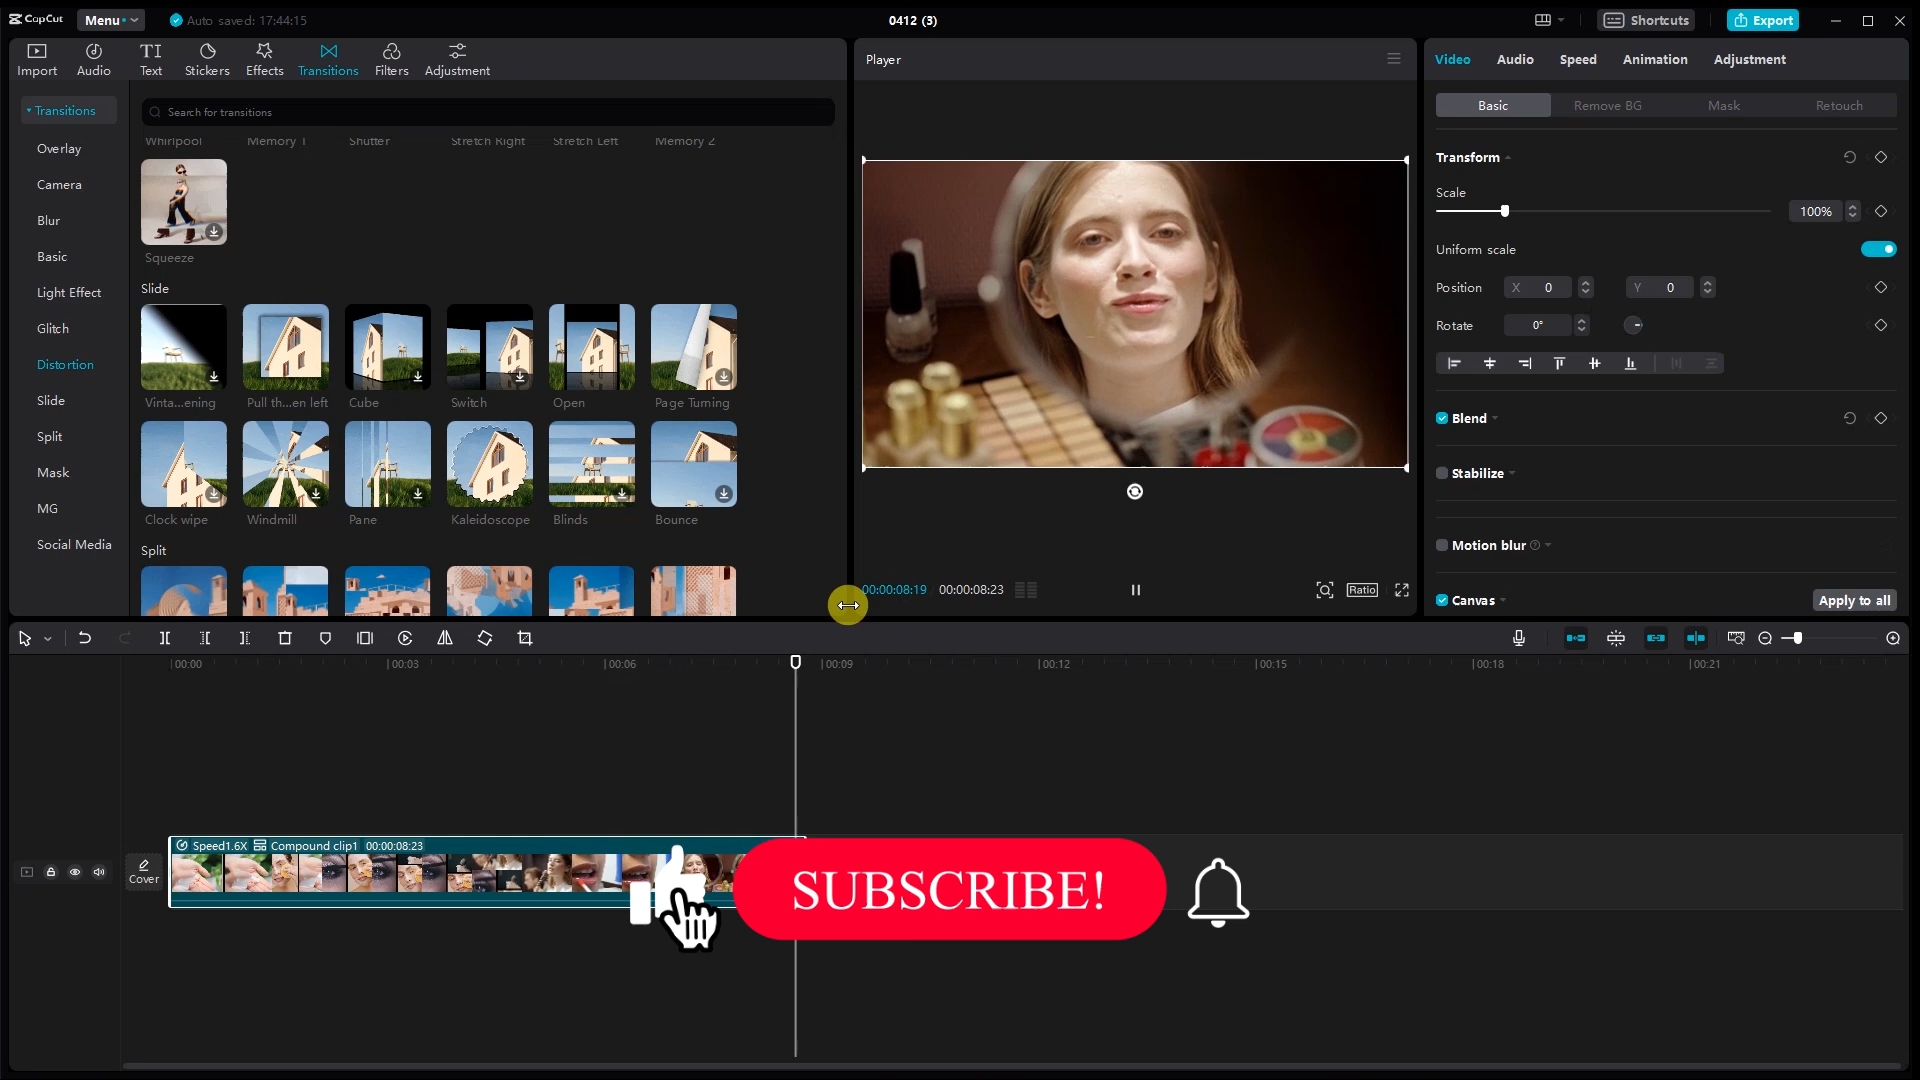 CapCut
Menu
Auto saved: 17:44:15
0412 (3)
Shortcuts
Export
Import
Audio
Text
Stickers
Effects
Transitions
Filters
Adjustment
Transitions
Overlay
Camera
Blur
Basic
Light Effect
Glitch
Distortion
Slide
Split
Mask
MG
Social Media
Search for transitions
Whirlpool
Memory 1
Shutter
Stretch Right
Stretch Left
Memory 2
Squeeze
Slide
Vinta...ening
Pull th...en left
Cube
Switch
Open
Page Turning
Clock wipe
Windmill
Pane
Kaleidoscope
Blinds
Bounce
Split
Player
00:00:08:19
00:00:08:23
Ratio
Video
Audio
Speed
Animation
Adjustment
Basic
Remove BG
Mask
Retouch
Transform
Scale
100%
Uniform scale
Position
X 0
Y 0
Rotate
0°
Blend
Stabilize
Motion blur
Canvas
Apply to all
00:00
00:03
00:06
00:09
00:12
00:15
00:18
00:21
Cover
Speed1.6X
Compound clip1
00:00:08:23
SUBSCRIBE!